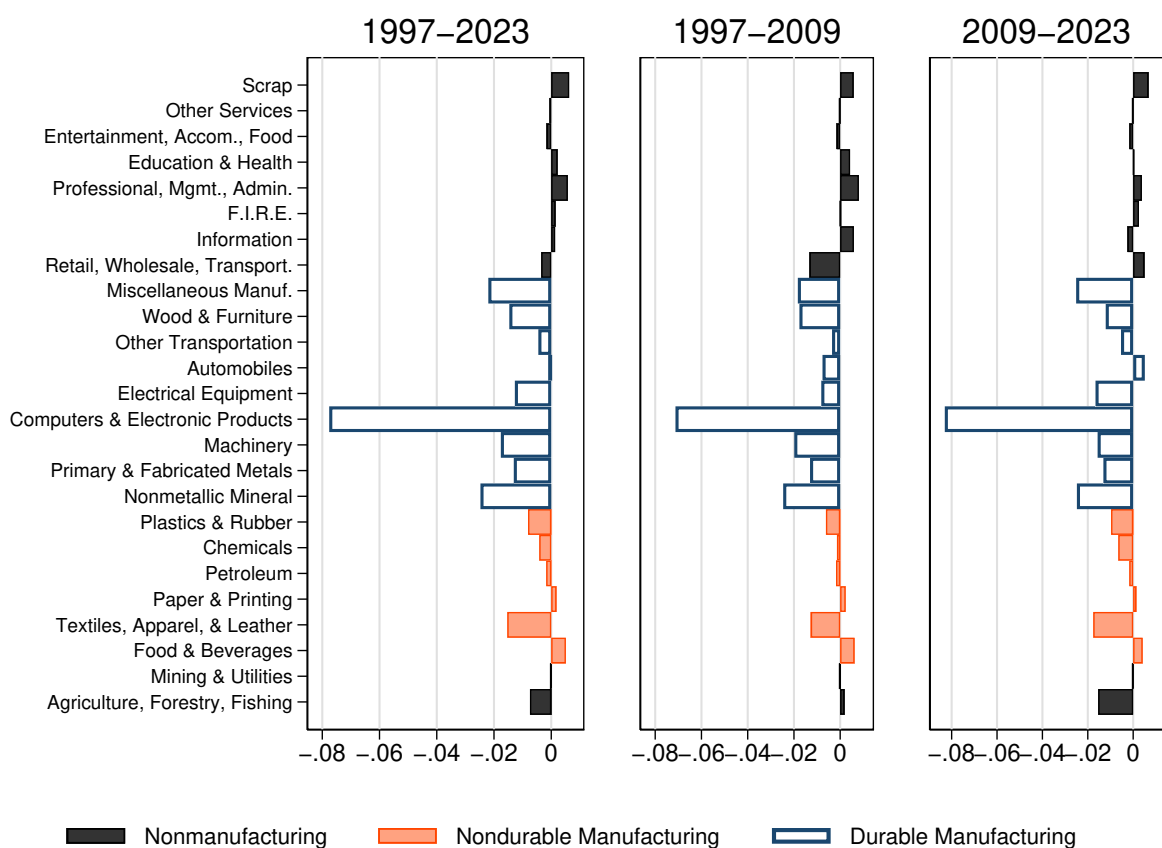 1997−2023
1997−2009
2009−2023
Scrap
Other Services
Entertainment, Accom., Food
Education & Health
Professional, Mgmt., Admin.
F.I.R.E.
Information
Retail, Wholesale, Transport.
Miscellaneous Manuf.
Wood & Furniture
Other Transportation
Automobiles
Electrical Equipment
Computers & Electronic Products
Machinery
Primary & Fabricated Metals
Nonmetallic Mineral
Plastics & Rubber
Chemicals
Petroleum
Paper & Printing
Textiles, Apparel, & Leather
Food & Beverages
Mining & Utilities
Agriculture, Forestry, Fishing
−.08 −.06 −.04 −.02 0
−.08 −.06 −.04 −.02 0
−.08 −.06 −.04 −.02 0
Nonmanufacturing
Nondurable Manufacturing
Durable Manufacturing